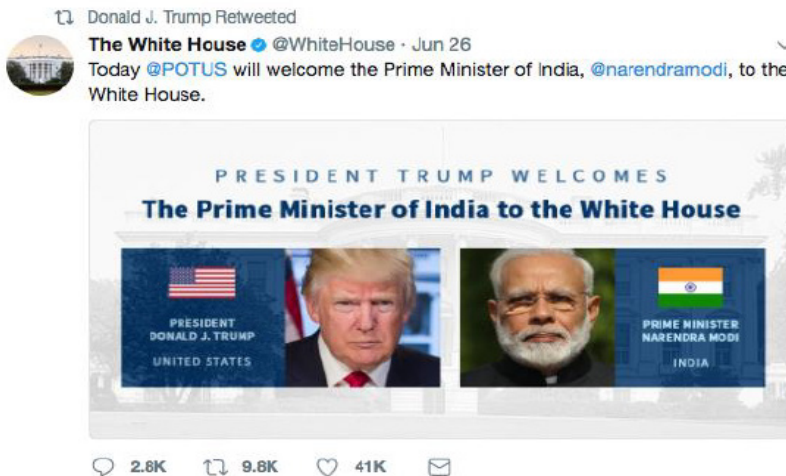 Donald J. Trump Retweeted
The White House @WhiteHouse · Jun 26
Today @POTUS will welcome the Prime Minister of India, @narendramodi, to the
White House.
PRESIDENT TRUMP WELCOMES
The Prime Minister of India to the White House
PRESIDENT
DONALD J. TRUMP
UNITED STATES
PRIME MINISTER
NARENDRA MODI
INDIA
2.8K 9.8K 41K